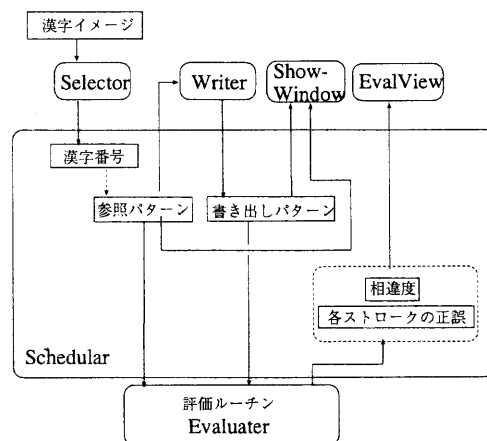 漢字イメージ
Selector
Writer
Show-
Window
EvalView
漢字番号
参照パターン
書き出しパターン
相違度
各ストロークの正誤
Schedular
評価ルーチン
Evaluater